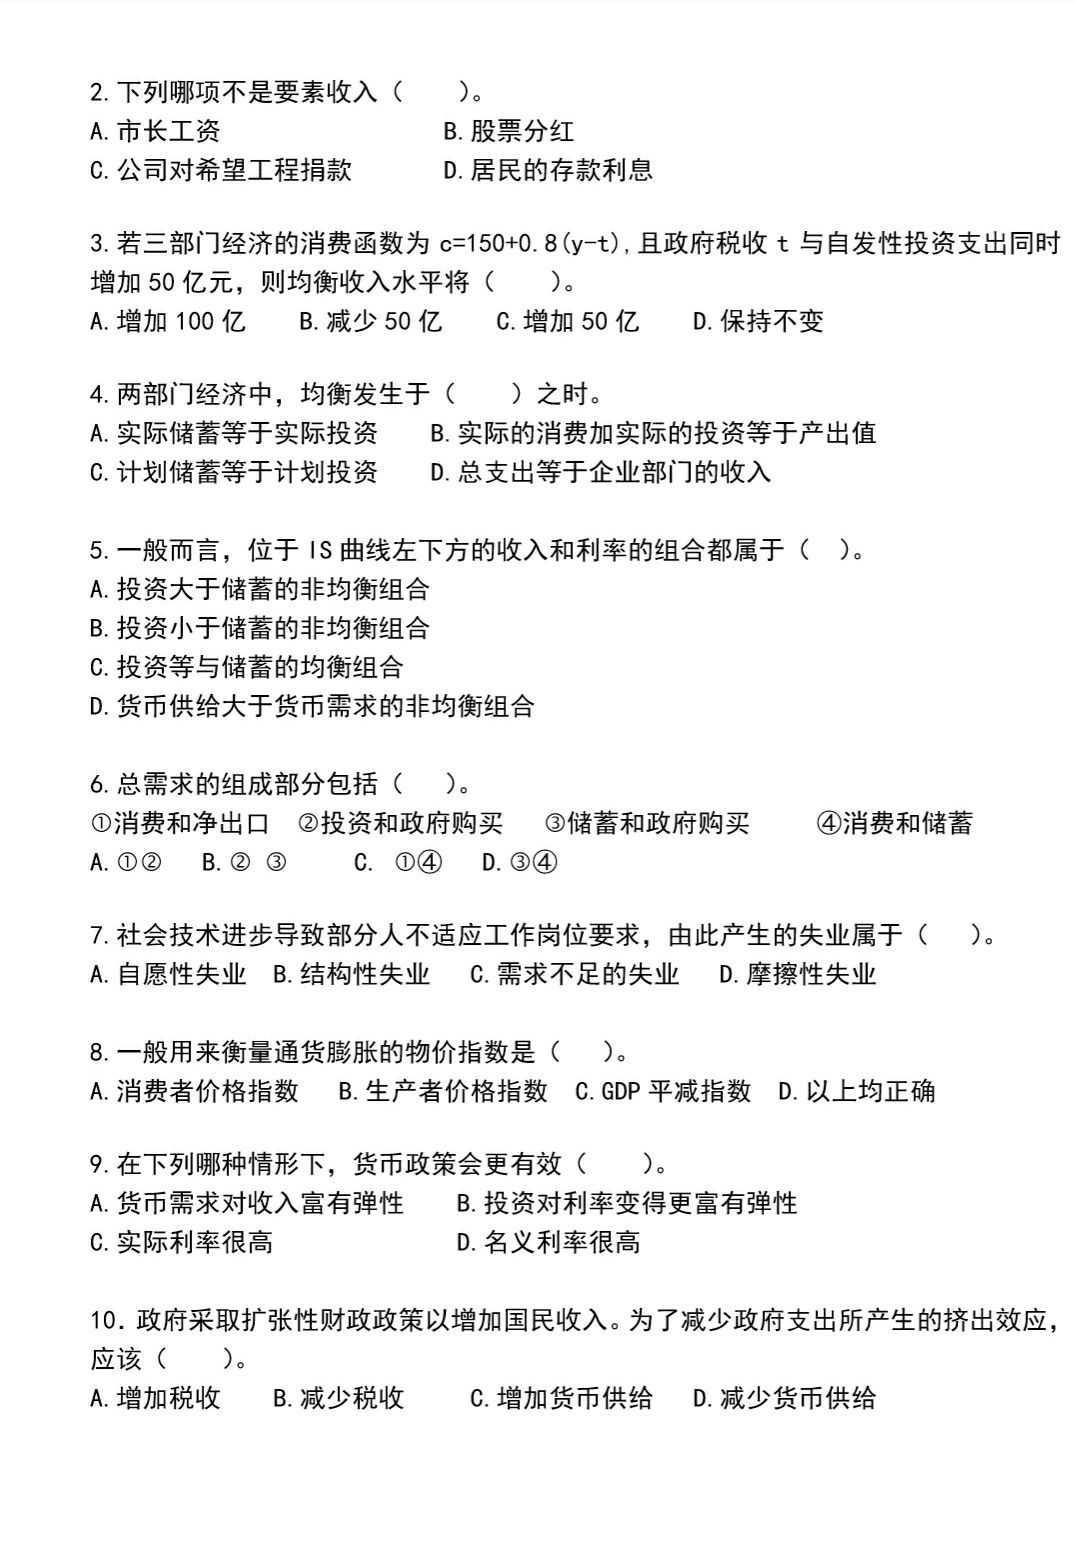 2.下列哪项不是要素收入（　　）。
A.市长工资　　　　　B.股票分红
C.公司对希望工程捐款　　　D.居民的存款利息
3.若三部门经济的消费函数为 c=150+0.8(y-t),且政府税收 t 与自发性投资支出同时
增加 50 亿元，则均衡收入水平将（　　）。
A.增加 100 亿　　B.减少 50 亿　　C.增加 50 亿　　D.保持不变
4.两部门经济中，均衡发生于（　　）之时。
A.实际储蓄等于实际投资　　B.实际的消费加实际的投资等于产出值
C.计划储蓄等于计划投资　　D.总支出等于企业部门的收入
5.一般而言，位于 IS 曲线左下方的收入和利率的组合都属于（　）。
A.投资大于储蓄的非均衡组合
B.投资小于储蓄的非均衡组合
C.投资等与储蓄的均衡组合
D.货币供给大于货币需求的非均衡组合
6.总需求的组成部分包括（　　）。
①消费和净出口　②投资和政府购买　③储蓄和政府购买　　④消费和储蓄
A.①②　B.② ③　　C. ①④　D.③④
7.社会技术进步导致部分人不适应工作岗位要求，由此产生的失业属于（　　）。
A.自愿性失业　B.结构性失业　C.需求不足的失业　D.摩擦性失业
8.一般用来衡量通货膨胀的物价指数是（　　）。
A.消费者价格指数　B.生产者价格指数　C.GDP 平减指数　D.以上均正确
9.在下列哪种情形下，货币政策会更有效（　　）。
A.货币需求对收入富有弹性　　B.投资对利率变得更富有弹性
C.实际利率很高　　　　　　　D.名义利率很高
10．政府采取扩张性财政政策以增加国民收入。为了减少政府支出所产生的挤出效应，
应该（　　）。
A.增加税收　　B.减少税收　　C.增加货币供给　D.减少货币供给